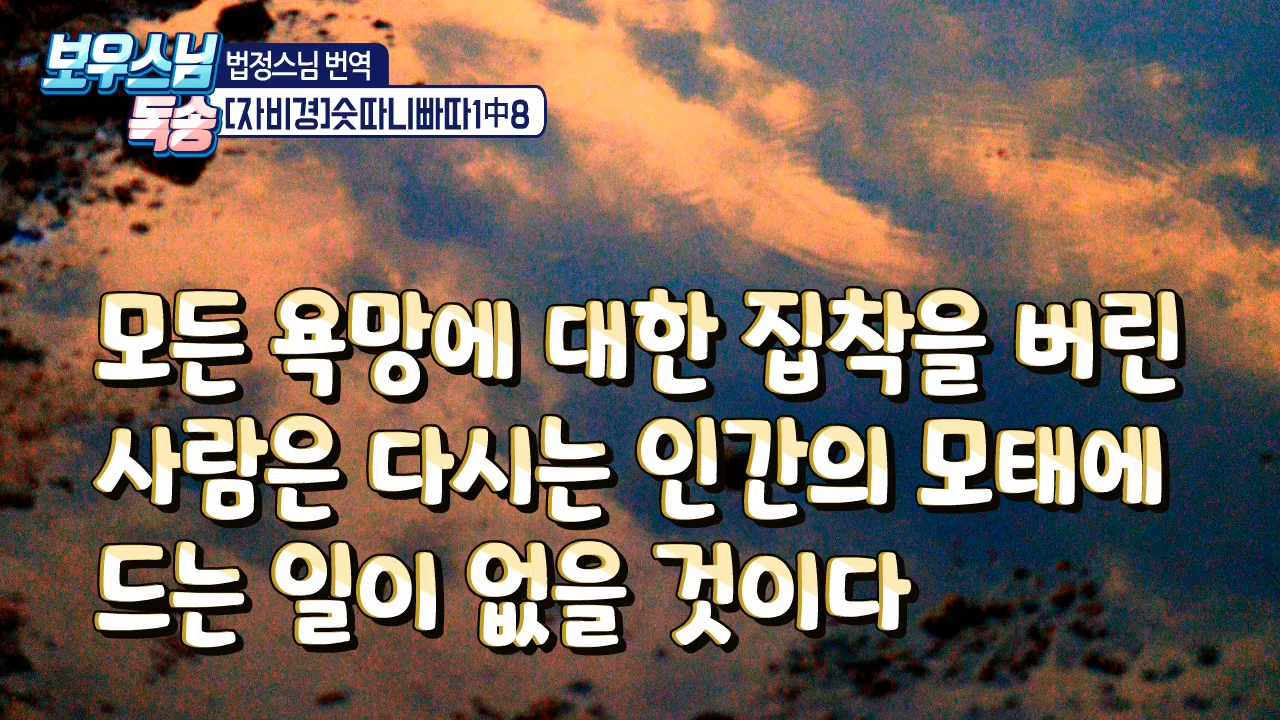 보우스님
독송
법정스님 번역
[자비경]숫따니빠따1中8
모든 욕망에 대한 집착을 버린
사람은 다시는 인간의 모태에
드는 일이 없을 것이다